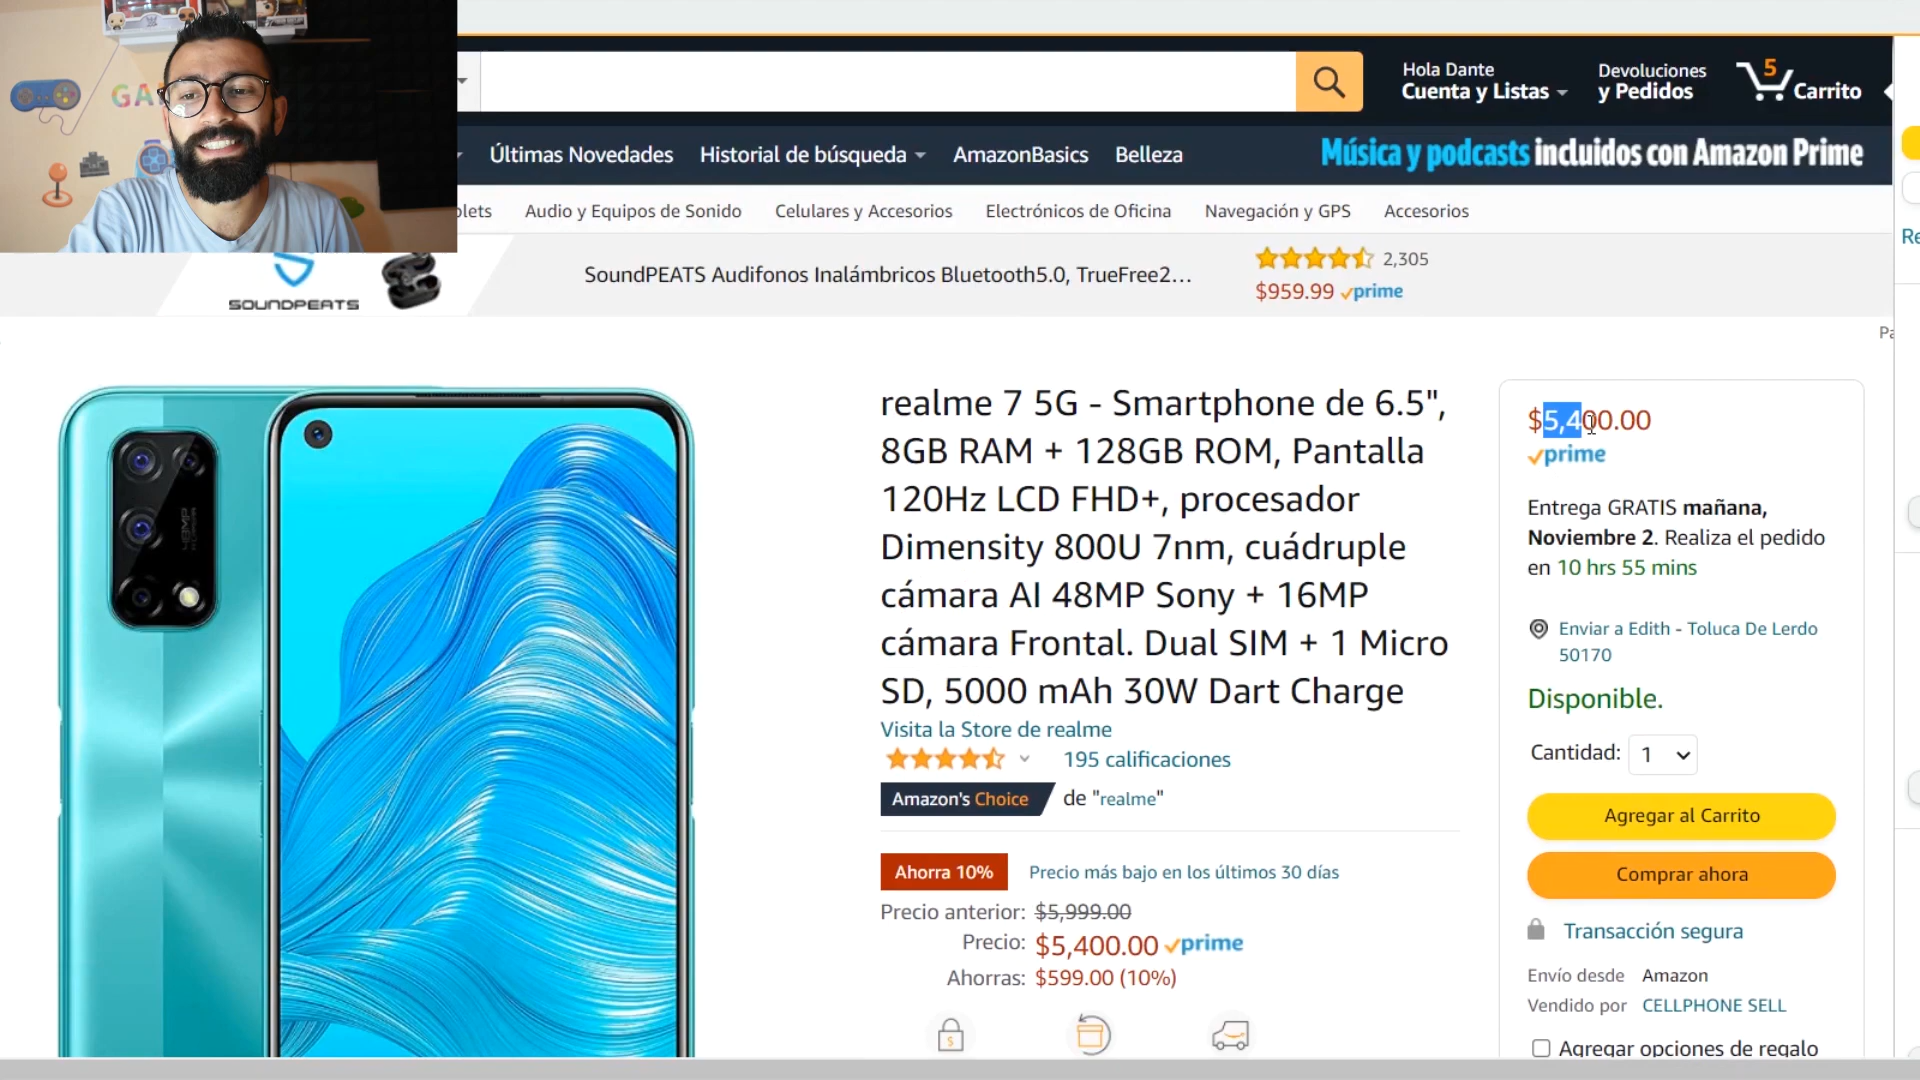 GA
Hola Dante
Cuenta y Listas
Devoluciones
y Pedidos
5
Carrito
Últimas Novedades
Historial de búsqueda
AmazonBasics
Belleza
Música y podcasts incluidos con Amazon Prime
blets
Audio y Equipos de Sonido
Celulares y Accesorios
Electrónicos de Oficina
Navegación y GPS
Accesorios
Re
SOUNDPEATS
SoundPEATS Audifonos Inalámbricos Bluetooth5.0, TrueFree2...
2,305
$959.99 prime
Pa
48MP
realme 7 5G - Smartphone de 6.5",
8GB RAM + 128GB ROM, Pantalla
120Hz LCD FHD+, procesador
Dimensity 800U 7nm, cuádruple
cámara AI 48MP Sony + 16MP
cámara Frontal. Dual SIM + 1 Micro
SD, 5000 mAh 30W Dart Charge
Visita la Store de realme
195 calificaciones
Amazon's Choice de "realme"
Ahorra 10%
Precio más bajo en los últimos 30 días
Precio anterior: $5,999.00
Precio: $5,400.00 prime
Ahorras: $599.00 (10%)
$5,400.00
prime
Entrega GRATIS mañana,
Noviembre 2. Realiza el pedido
en 10 hrs 55 mins
Enviar a Edith - Toluca De Lerdo
50170
Disponible.
Cantidad: 1
Agregar al Carrito
Comprar ahora
Transacción segura
Envío desde Amazon
Vendido por CELLPHONE SELL
Agregar opciones de regalo